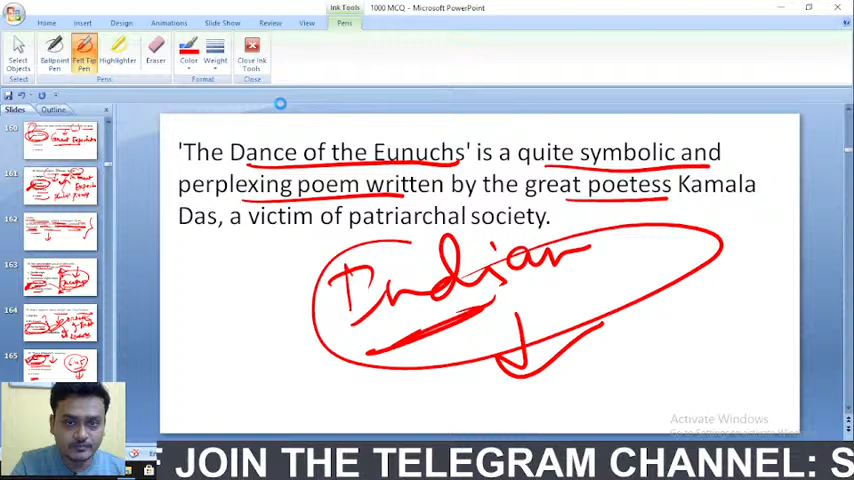 Ink Tools
1000 MCQ - Microsoft PowerPoint
Home Insert Design Animations Slide Show Review View Pens
Select Objects
Ballpoint Pen
Felt Tip Pen
Highlighter
Eraser
Color
Weight
Close Ink Tools
Select Pens Format Close
Slides Outline
160
161
162
163
164
165
'The Dance of the Eunuchs' is a quite symbolic and
perplexing poem written by the great poetess Kamala
Das, a victim of patriarchal society.
Indian
Activate Windows
JOIN THE TELEGRAM CHANNEL: S